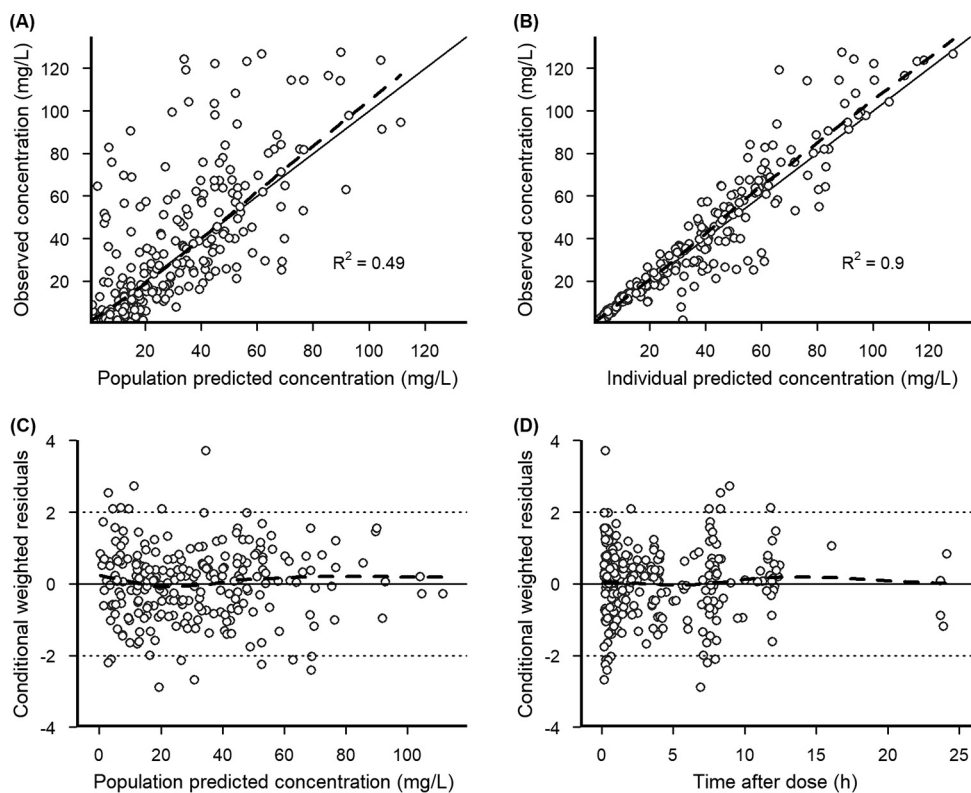 (A)
Observed concentration (mg/L)
120
100
80
60
40
20
R² = 0.49
20 40 60 80 100 120
Population predicted concentration (mg/L)
(B)
Observed concentration (mg/L)
120
100
80
60
40
20
R² = 0.9
20 40 60 80 100 120
Individual predicted concentration (mg/L)
(C)
Conditional weighted residuals
4
2
0
-2
-4
0 20 40 60 80 100
Population predicted concentration (mg/L)
(D)
Conditional weighted residuals
4
2
0
-2
-4
0 5 10 15 20 25
Time after dose (h)